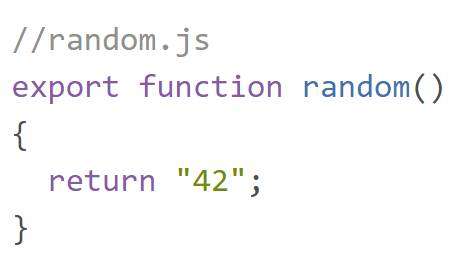 //random.js
export function random()
{
  return "42";
}